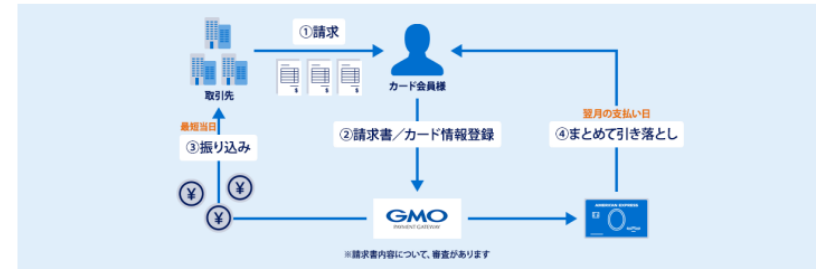 ①請求
取引先
カード会員様
最短当日
③振り込み
②請求書／カード情報登録
翌月の支払い日
④まとめて引き落とし
¥ ¥
¥
GMO
PAYMENT GATEWAY
AMERICAN EXPRESS
※請求書内容について、審査があります